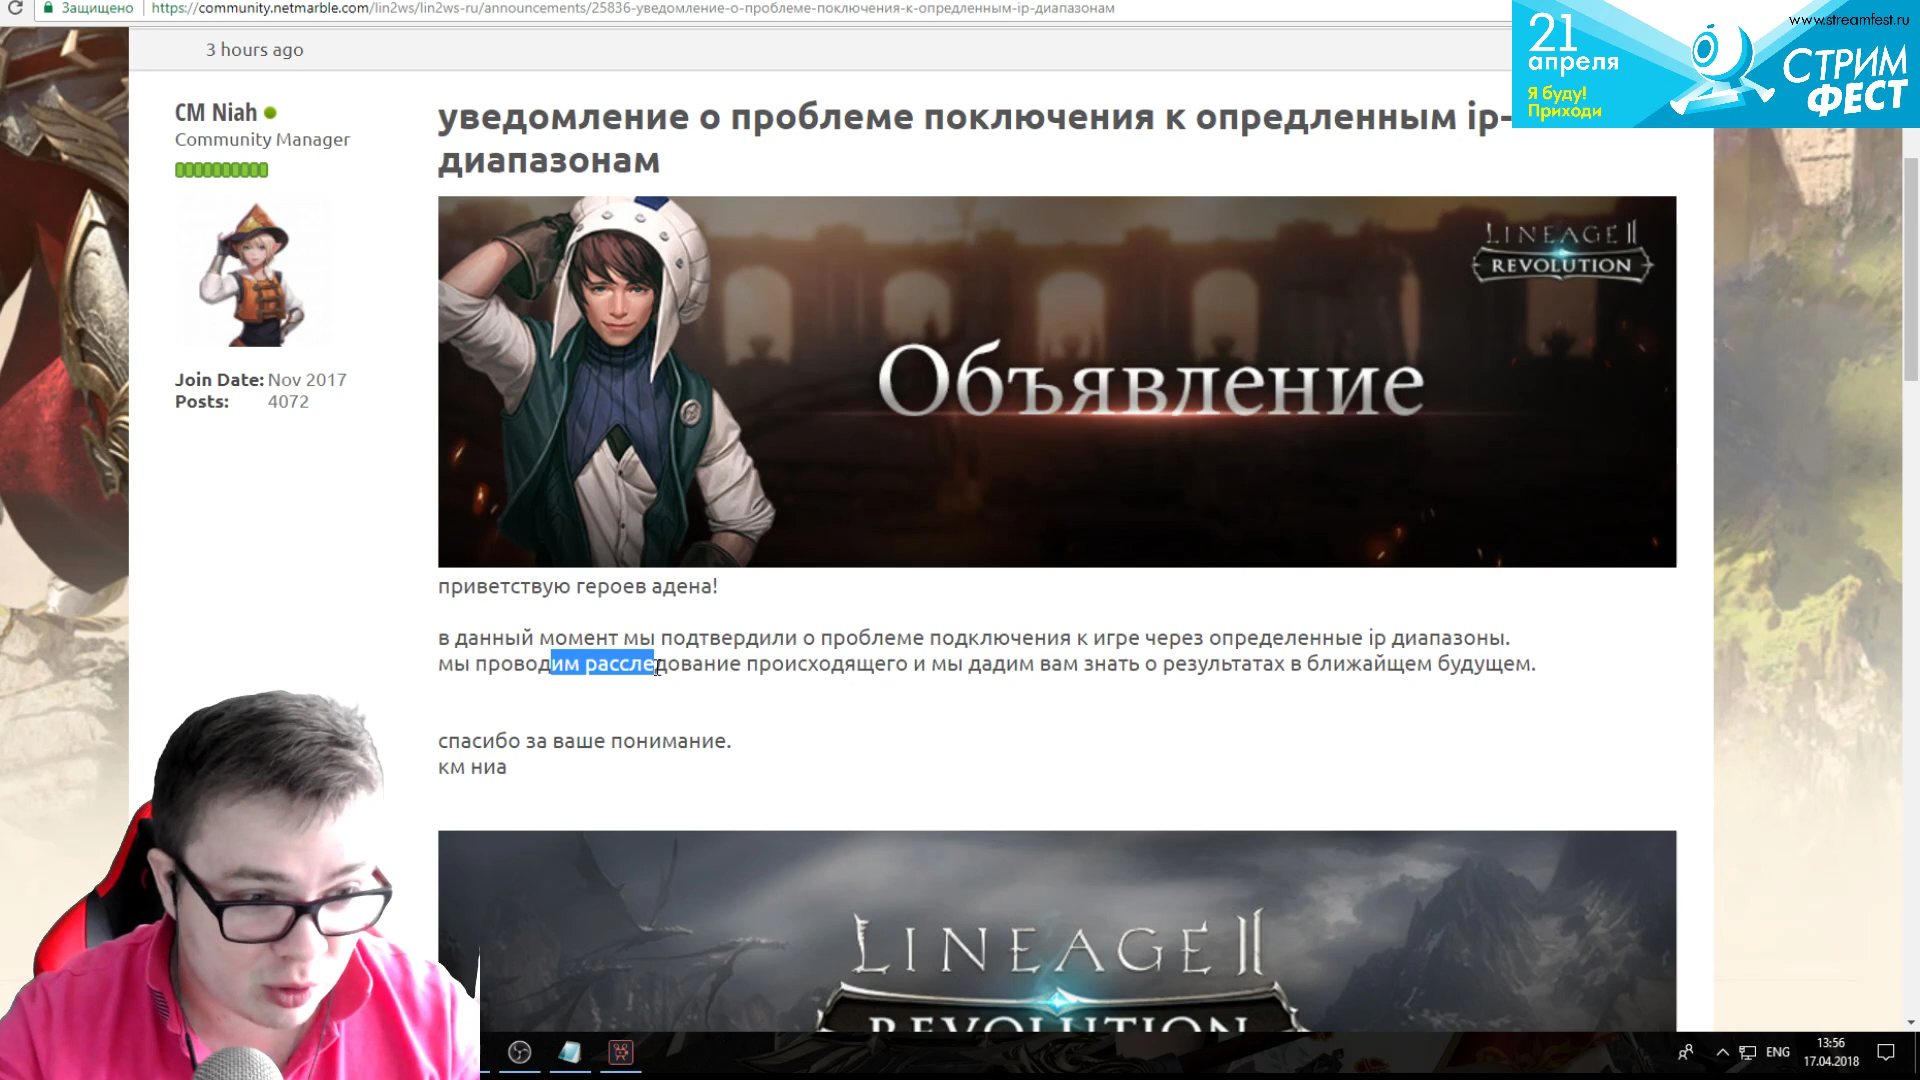 Защищено
https://community.netmarble.com/lin2ws/lin2ws-ru/announcements/25836-уведомление-о-проблеме-поключения-к-опредленным-ip-диапазонам
www.streamfest.ru
21
апреля
Я буду!
Приходи
СТРИМ
ФЕСТ
3 hours ago
CM Niah
Community Manager
Join Date: Nov 2017
Posts: 4072
уведомление о проблеме поключения к опредленным ip-
диапазонам
LINEAGE II
REVOLUTION
Объявление
приветствую героев адена!
в данный момент мы подтвердили о проблеме подключения к игре через определенные ip диапазоны.
мы проводим расследование происходящего и мы дадим вам знать о результатах в ближайщем будущем.
спасибо за ваше понимание.
км ниа
LINEAGE II
REVOLUTION
ENG
13:56
17.04.2018